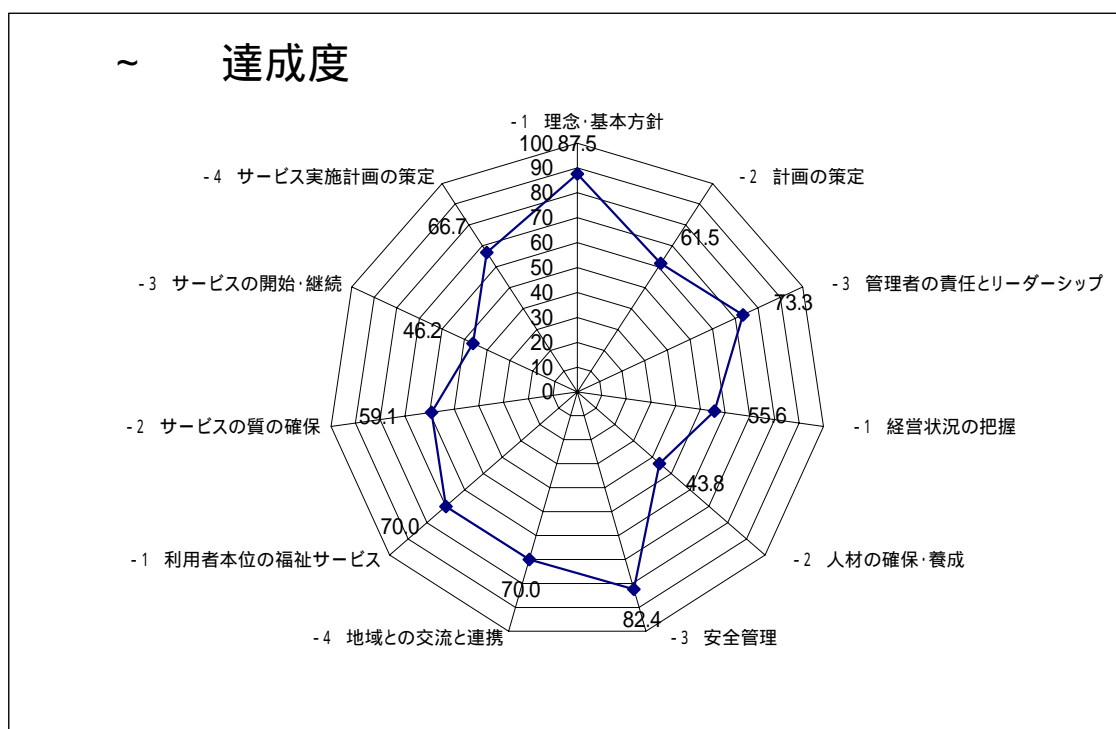 ~ 達成度
-1 理念･基本方針
87.5
-2 計画の策定
61.5
-3 管理者の責任とリーダーシップ
73.3
-1 経営状況の把握
55.6
-2 人材の確保･養成
43.8
-3 安全管理
82.4
-4 地域との交流と連携
70.0
-1 利用者本位の福祉サービス
70.0
-2 サービスの質の確保
59.1
-3 サービスの開始･継続
46.2
-4 サービス実施計画の策定
66.7
100
90
80
70
60
50
40
30
20
10
0